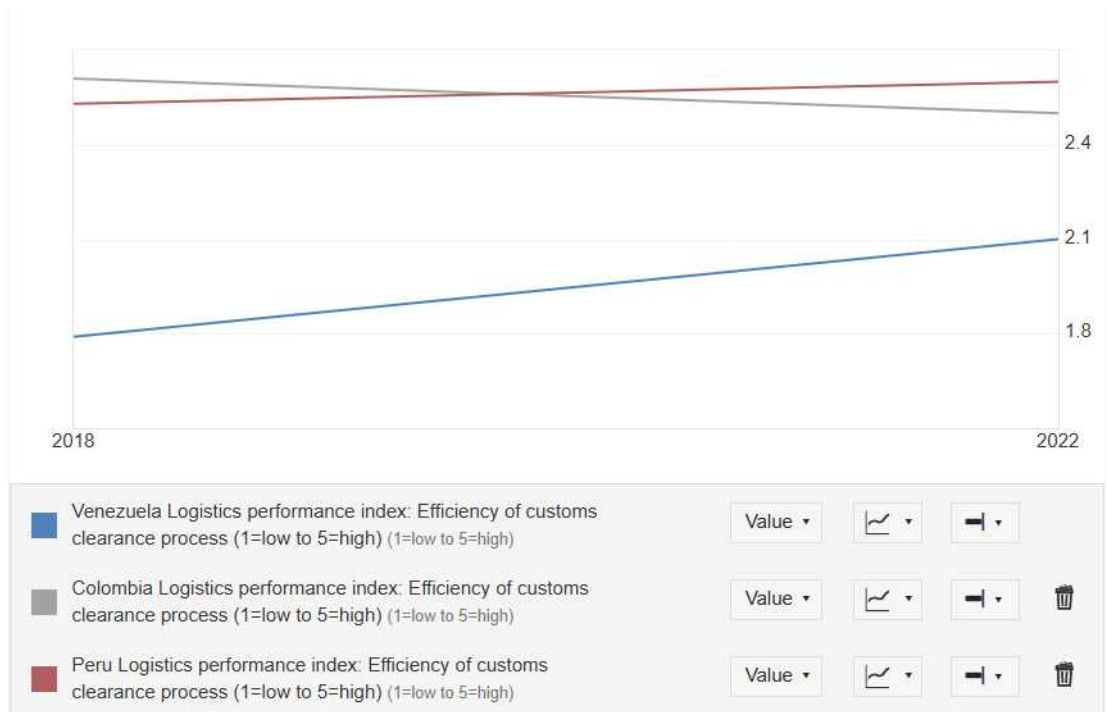 2.4
2.1
1.8
2018
2022
Venezuela Logistics performance index: Efficiency of customs
clearance process (1=low to 5=high) (1=low to 5=high)
Value
Colombia Logistics performance index: Efficiency of customs
clearance process (1=low to 5=high) (1=low to 5=high)
Value
Peru Logistics performance index: Efficiency of customs
clearance process (1=low to 5=high) (1=low to 5=high)
Value